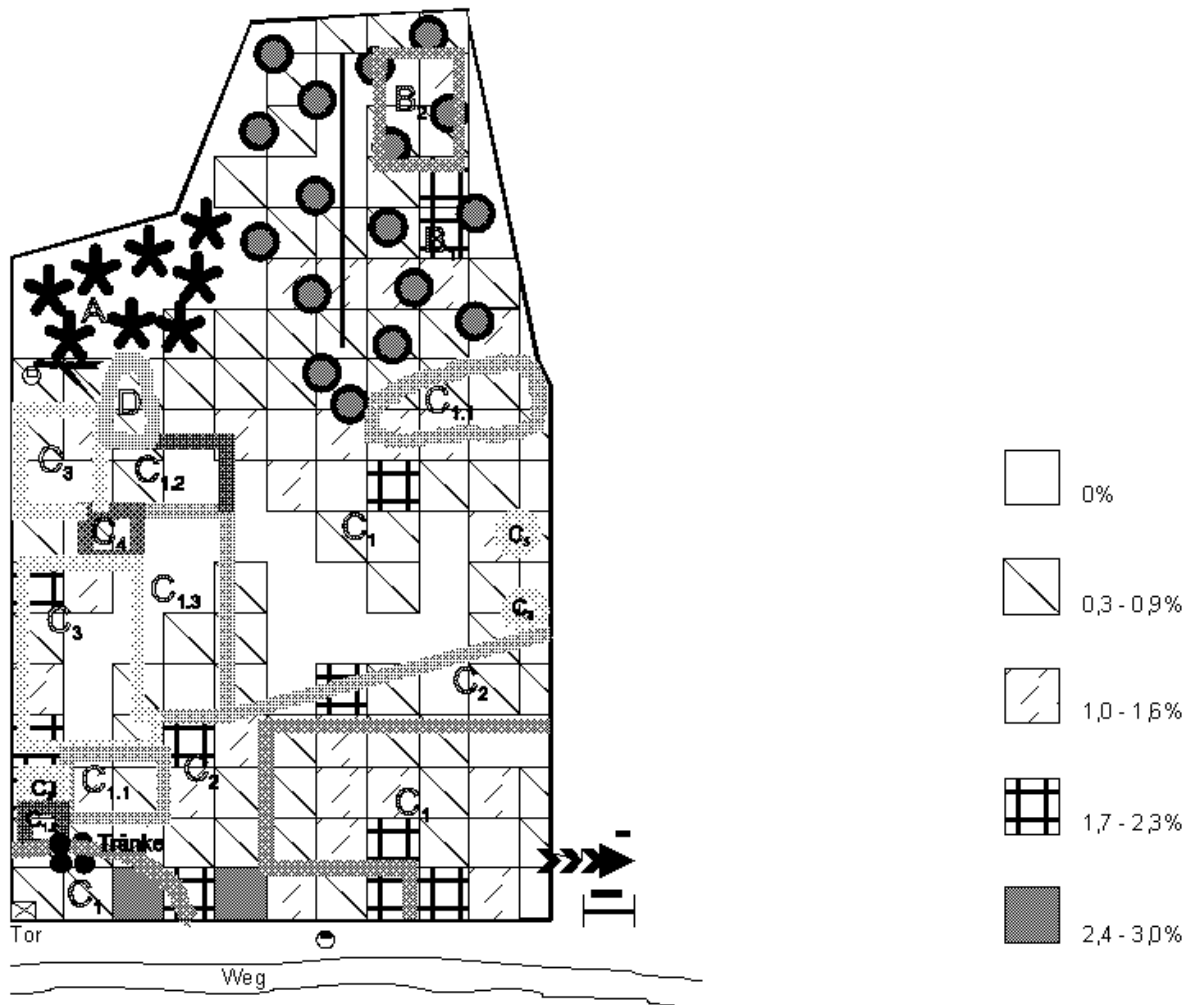 B2
B1
A
D
C1.1
C3
C1.2
0%
C4
C1
C5
0,3 - 0,9%
C1.3
C3
C2
1,0 - 1,6%
C2
C1.1
C1
1,7 - 2,3%
Tränke
C1
2,4 - 3,0%
Tor
Weg